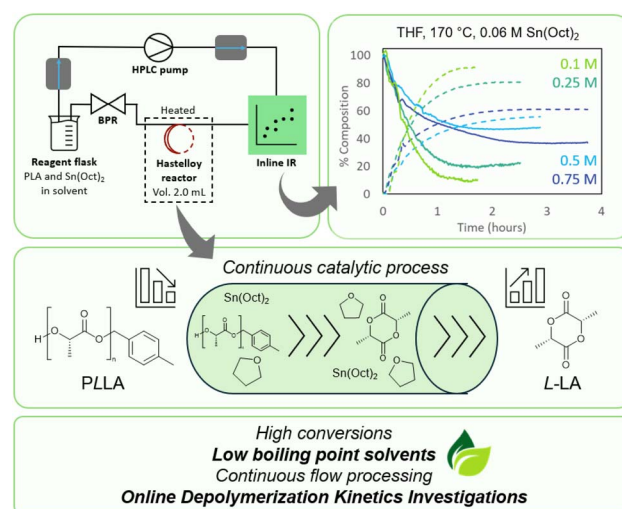 HPLC pump
BPR
Heated
Reagent flask
PLA and Sn(Oct)₂
in solvent
Hastelloy
reactor
Vol. 2.0 mL
Inline IR
THF, 170 °C, 0.06 M Sn(Oct)₂
% Composition
100
80
60
40
20
0
0.1 M
0.25 M
0.5 M
0.75 M
0
1
2
3
4
Time (hours)
Continuous catalytic process
H
O
O
O
n
PLLA
Sn(Oct)₂
H
O
O
O
n
O
O
O
O
O
Sn(Oct)₂
O
O
O
O
O
L-LA
High conversions
Low boiling point solvents
Continuous flow processing
Online Depolymerization Kinetics Investigations